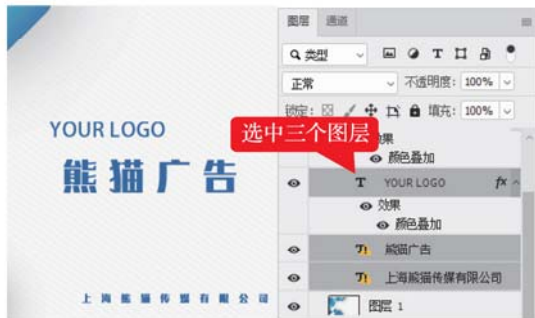 图层 通道
类型
正常 不透明度: 100%
锁定: 填充: 100%
YOUR LOGO
选中三个图层
果
颜色叠加
熊猫广告
T YOUR LOGO fx
效果
颜色叠加
熊猫广告
上海熊猫传媒有限公司
上海熊猫传媒有限公司
图层 1